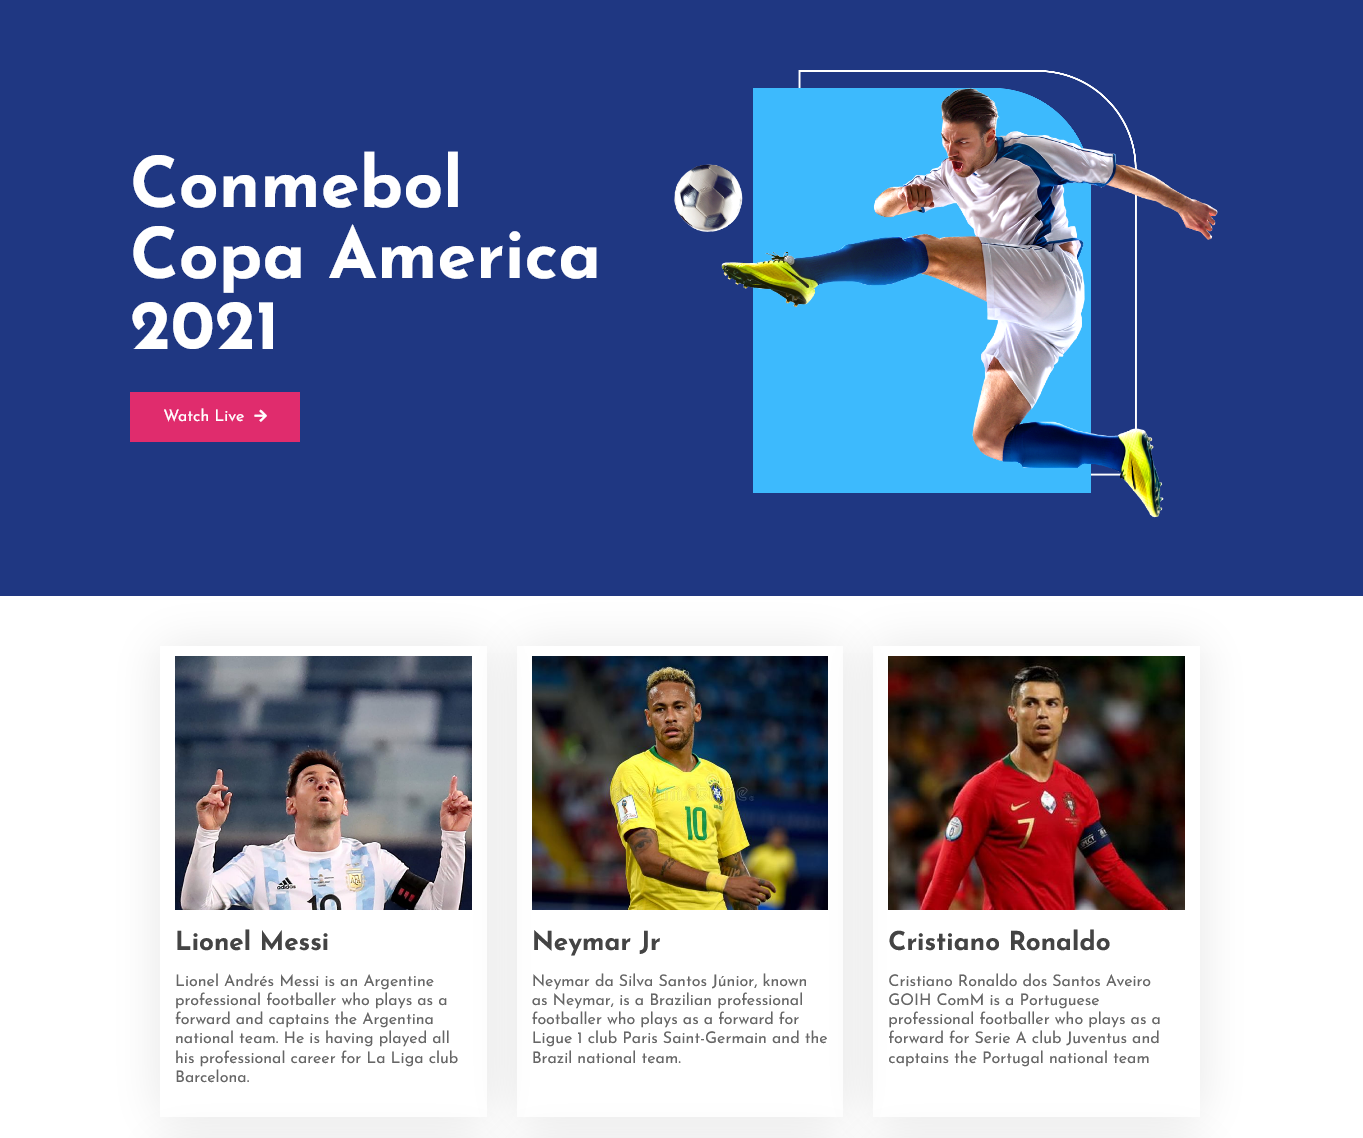 Conmebol
Copa America
2021
Watch Live
adidas
10
10
7
Lionel Messi
Lionel Andrés Messi is an Argentine
professional footballer who plays as a
forward and captains the Argentina
national team. He is having played all
his professional career for La Liga club
Barcelona.
Neymar Jr
Neymar da Silva Santos Júnior, known
as Neymar, is a Brazilian professional
footballer who plays as a forward for
Ligue 1 club Paris Saint-Germain and the
Brazil national team.
Cristiano Ronaldo
Cristiano Ronaldo dos Santos Aveiro
GOIH ComM is a Portuguese
professional footballer who plays as a
forward for Serie A club Juventus and
captains the Portugal national team